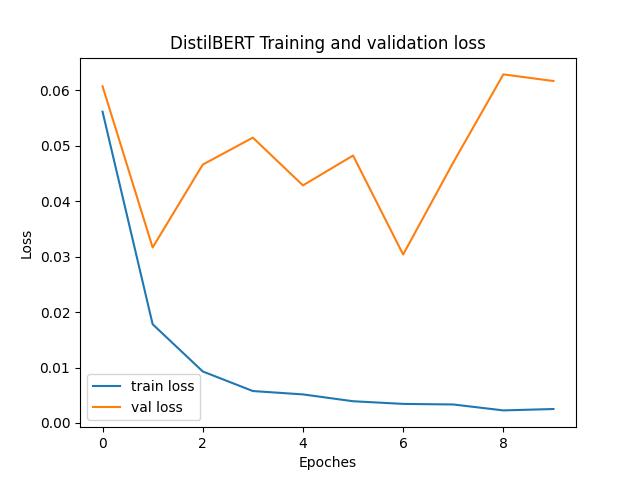 DistilBERT Training and validation loss
0.06
0.05
0.04
0.03
0.02
0.01
0.00
Loss
train loss
val loss
0 2 4 6 8
Epoches